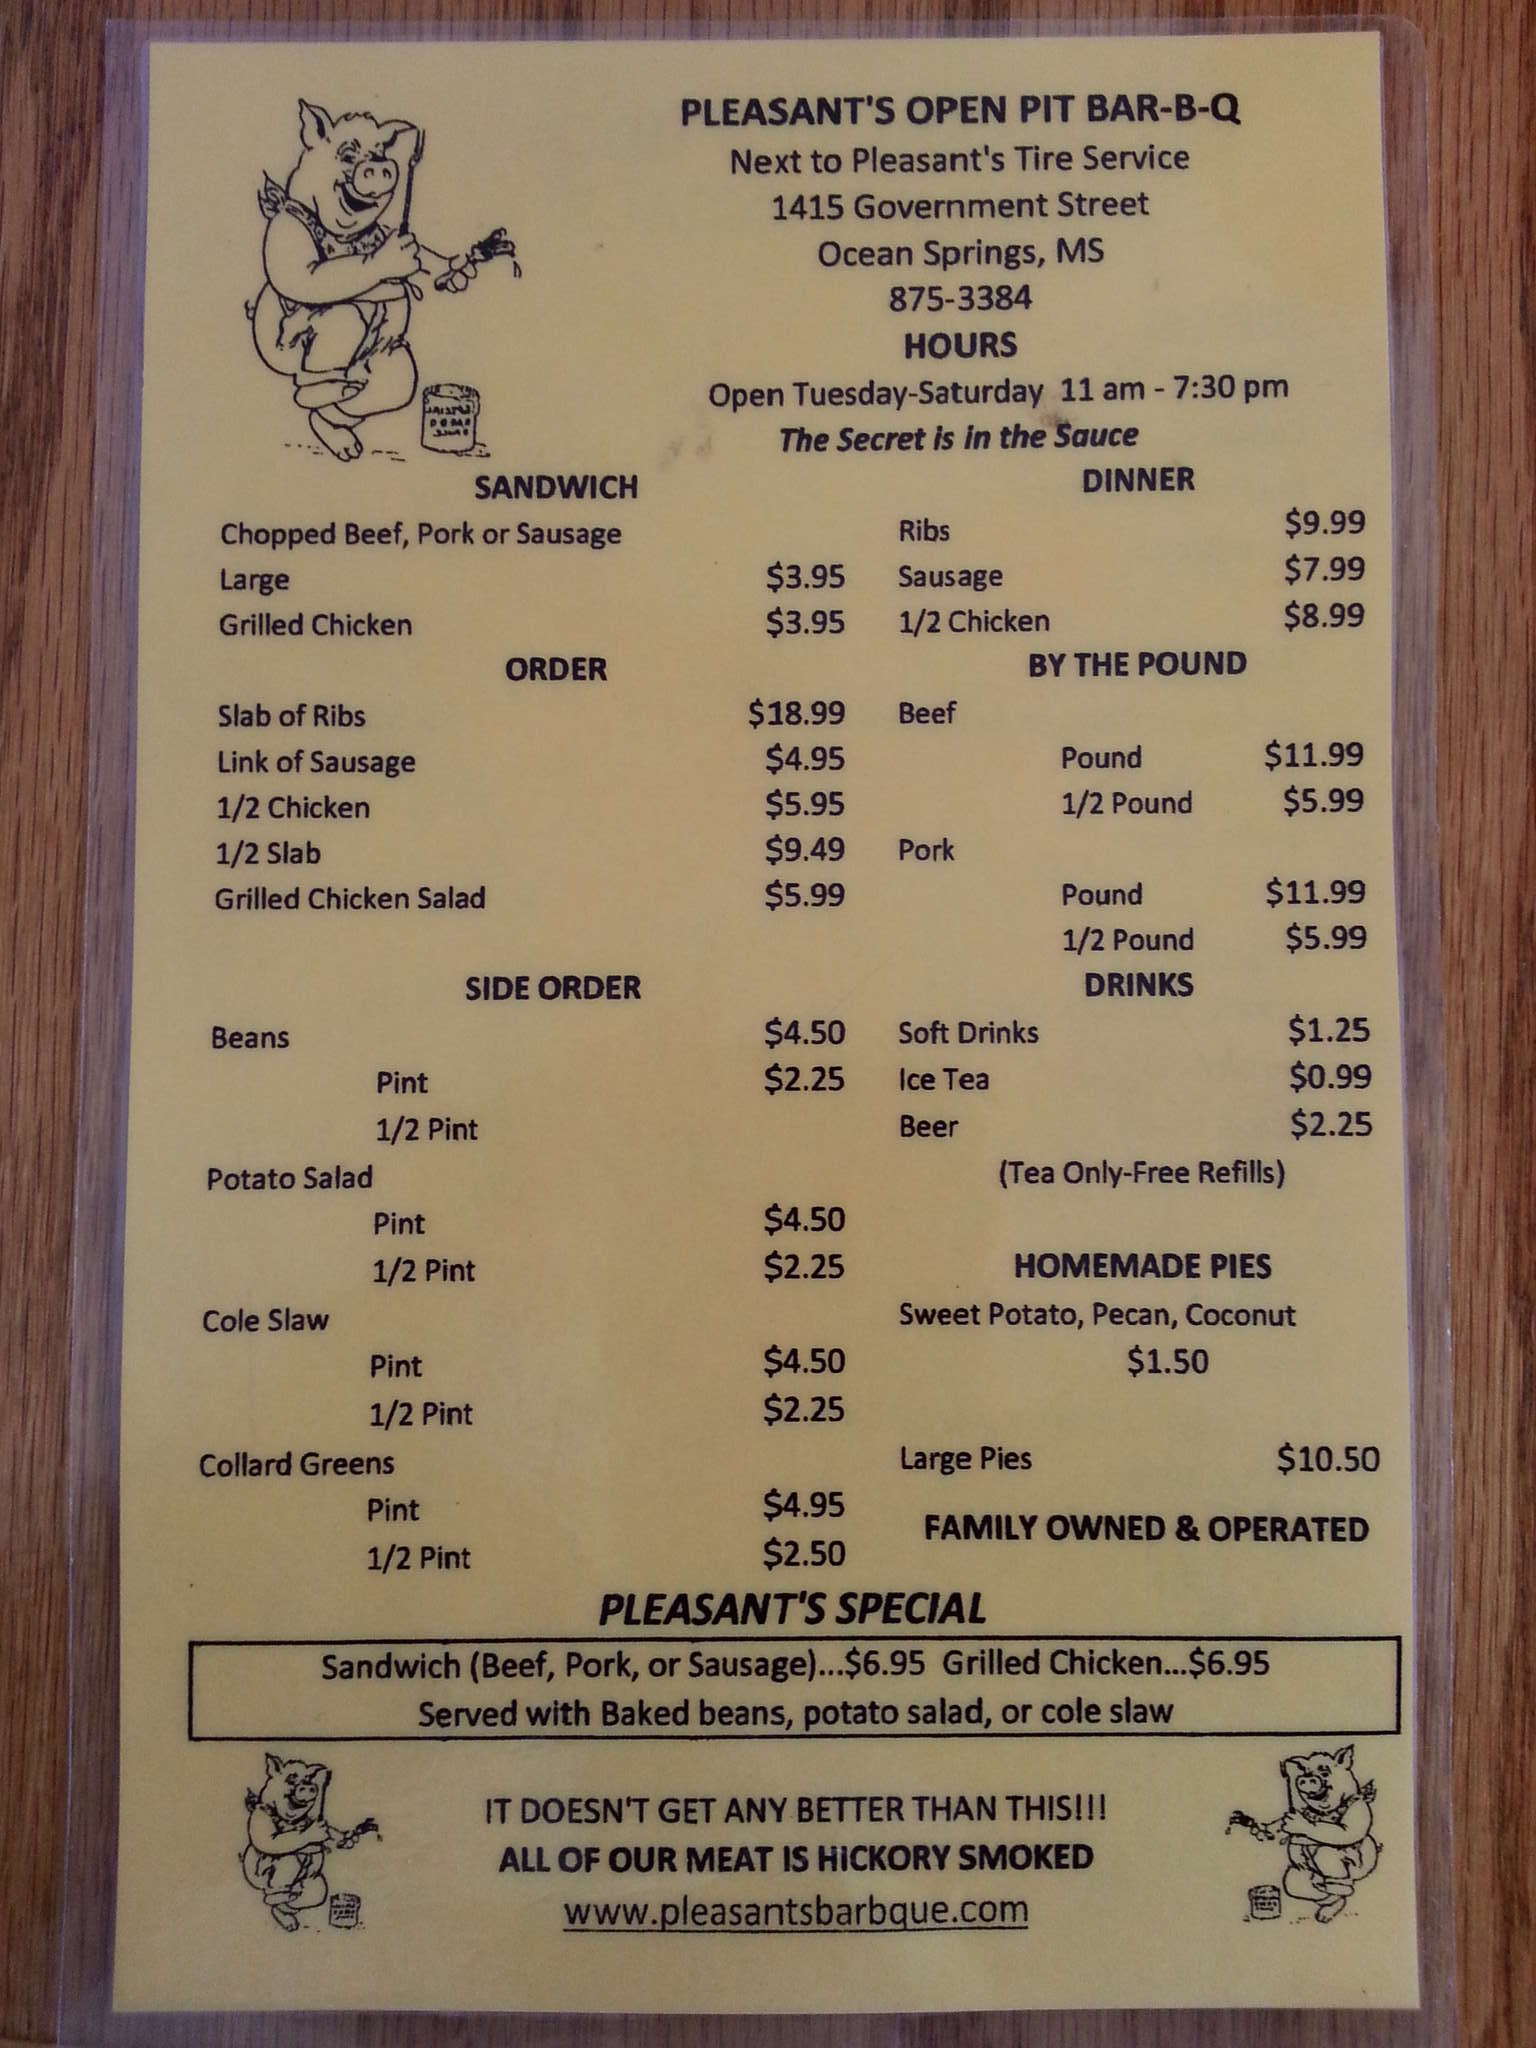 PLEASANT'S OPEN PIT BAR-B-Q
Next to Pleasant's Tire Service
1415 Government Street
Ocean Springs, MS
875-3384
HOURS
Open Tuesday-Saturday 11 am - 7:30 pm
The Secret is in the Sauce
SANDWICH
Chopped Beef, Pork or Sausage
Large $3.95
Grilled Chicken $3.95
ORDER
Slab of Ribs $18.99
Link of Sausage $4.95
1/2 Chicken $5.95
1/2 Slab $9.49
Grilled Chicken Salad $5.99
SIDE ORDER
Beans $4.50
Pint $2.25
1/2 Pint
Potato Salad
Pint $4.50
1/2 Pint $2.25
Cole Slaw
Pint $4.50
1/2 Pint $2.25
Collard Greens
Pint $4.95
1/2 Pint $2.50
DINNER
Ribs $9.99
Sausage $7.99
1/2 Chicken $8.99
BY THE POUND
Beef
Pound $11.99
1/2 Pound $5.99
Pork
Pound $11.99
1/2 Pound $5.99
DRINKS
Soft Drinks $1.25
Ice Tea $0.99
Beer $2.25
(Tea Only-Free Refills)
HOMEMADE PIES
Sweet Potato, Pecan, Coconut
$1.50
Large Pies $10.50
FAMILY OWNED & OPERATED
PLEASANT'S SPECIAL
Sandwich (Beef, Pork, or Sausage)...$6.95 Grilled Chicken...$6.95
Served with Baked beans, potato salad, or cole slaw
IT DOESN'T GET ANY BETTER THAN THIS!!!
ALL OF OUR MEAT IS HICKORY SMOKED
www.pleasantsbarbque.com